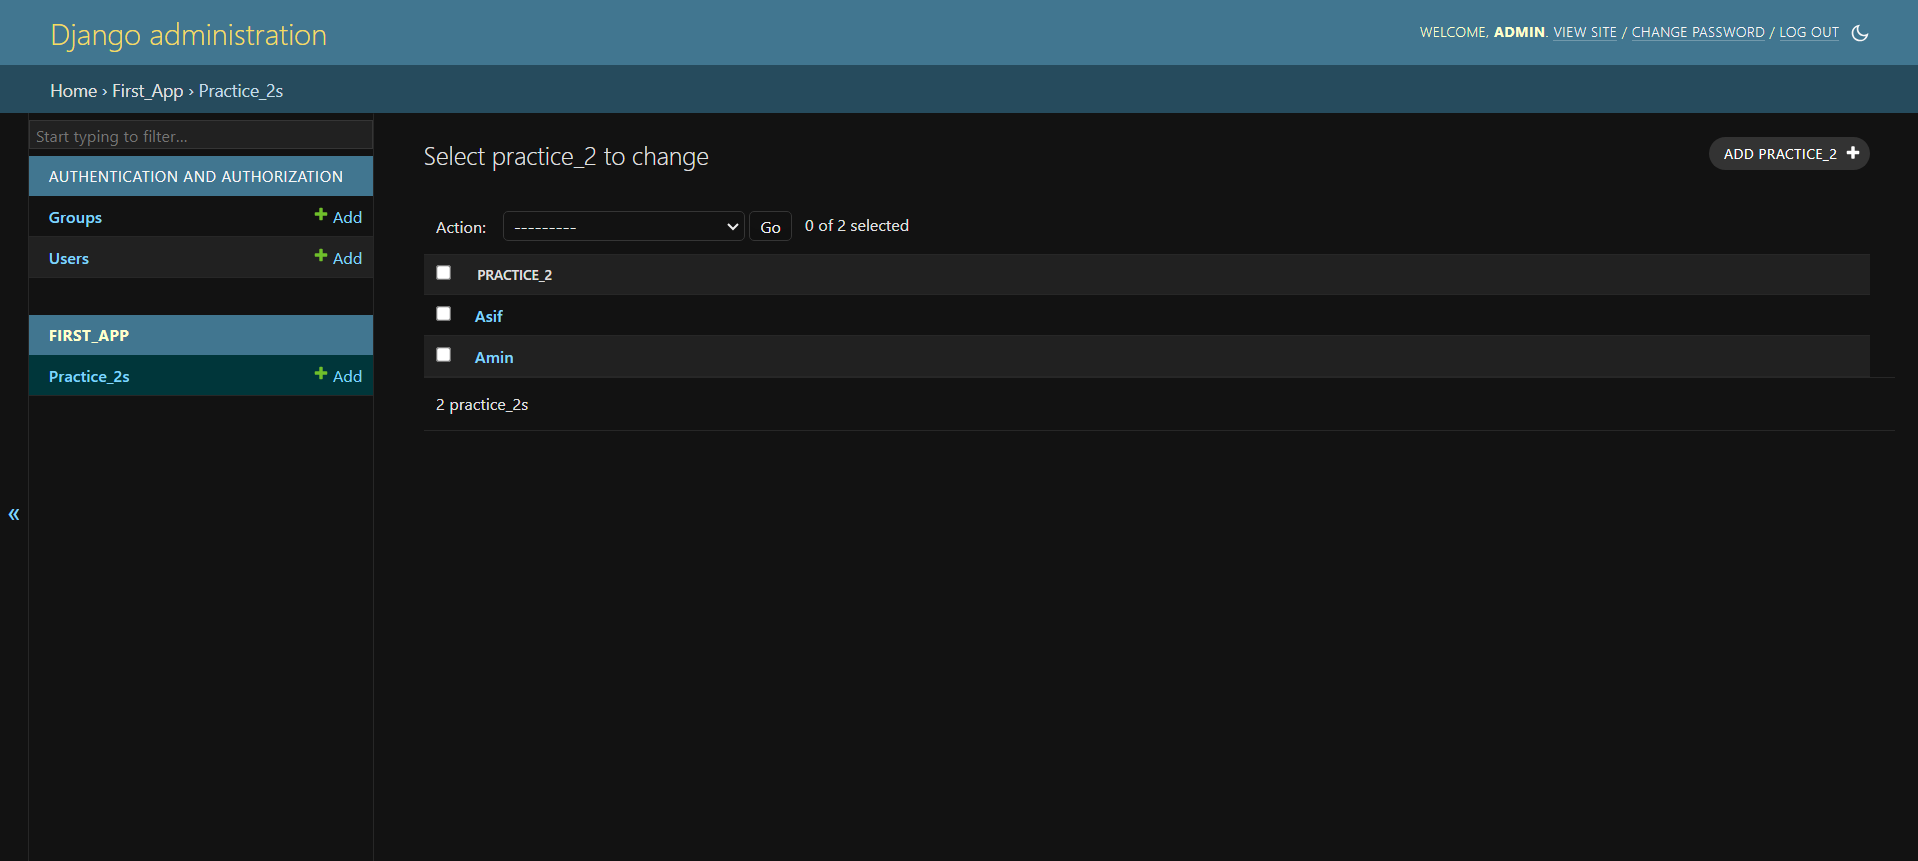 Django administration
WELCOME, ADMIN. VIEW SITE / CHANGE PASSWORD / LOG OUT
Home › First_App › Practice_2s
Start typing to filter...
AUTHENTICATION AND AUTHORIZATION
Groups
Add
Users
Add
FIRST_APP
Practice_2s
Add
Select practice_2 to change
ADD PRACTICE_2
Action: --------- Go 0 of 2 selected
PRACTICE_2
Asif
Amin
2 practice_2s
«